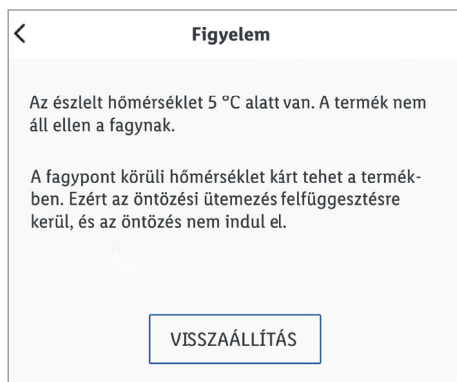 Figyelem
Az észlelt hőmérséklet 5 °C alatt van. A termék nem
áll ellen a fagynak.
A fagypont körüli hőmérséklet kárt tehet a termék-
ben. Ezért az öntözési ütemezés felfüggesztésre
kerül, és az öntözés nem indul el.
VISSZAÁLLÍTÁS